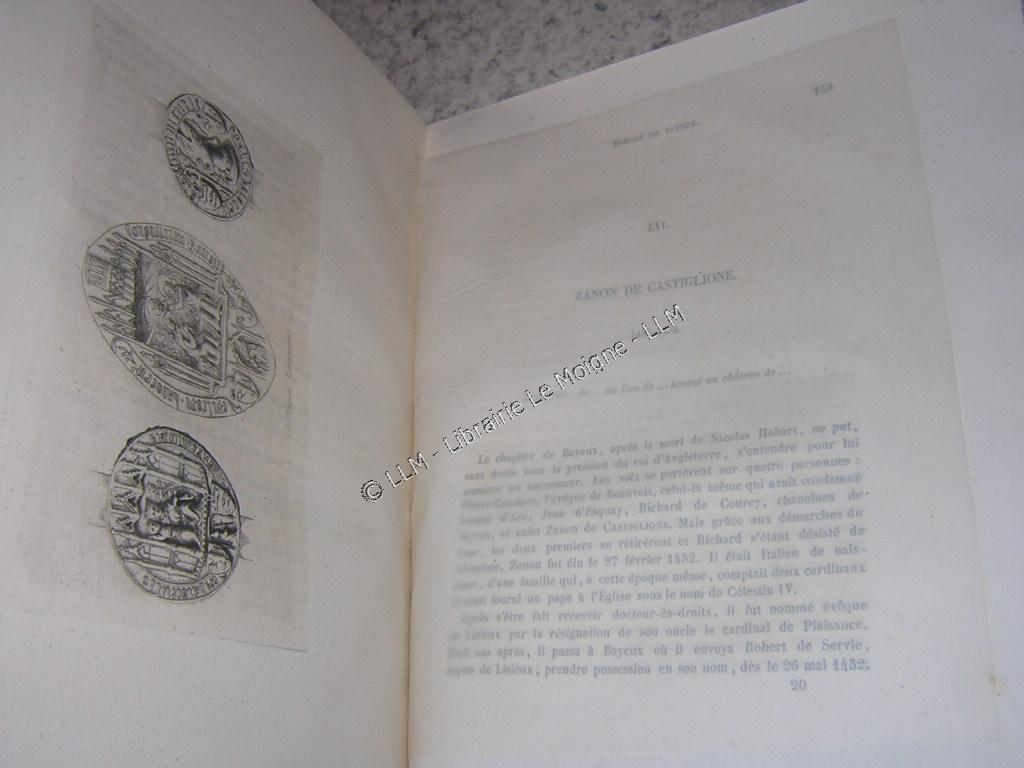 153
ÉVÊCHÉ DE BAYEUX.
LVI.
ZANON DE CASTIGLIONE.
de ... au lion de ... tenant un château de ...
Le chapitre de Bayeux, après la mort de Nicolas Habart, ne put,
sans doute sous la pression du roi d'Angleterre, s'entendre pour lui
nommer un successeur. Les voix se portèrent sur quatre personnes :
Pierre Cauchon, l'évêque de Beauvais, celui-là même qui avait condamné
Jeanne d'Arc, Jean d'Esquay, Richard de Courcy, chanoines de
Bayeux, et enfin Zanon de CASTIGLIONE. Mais grâce aux démarches du
les deux premiers se retirèrent et Richard s'étant désisté de
Zanon fut élu le 27 février 1432. Il était Italien de nais-
sance, d'une famille qui, à cette époque même, comptait deux cardinaux
et avait fourni un pape à l'Église sous le nom de Célestin IV.
Après s'être fait recevoir docteur-ès-droits, il fut nommé évêque
de Lisieux par la résignation de son oncle le cardinal de Plaisance.
Huit ans après, il passa à Bayeux où il envoya Robert de Servie,
doyen de Lisieux, prendre possession en son nom, dès le 26 mai 1432.
20
© LLM - Librairie Le Moigne - LLM